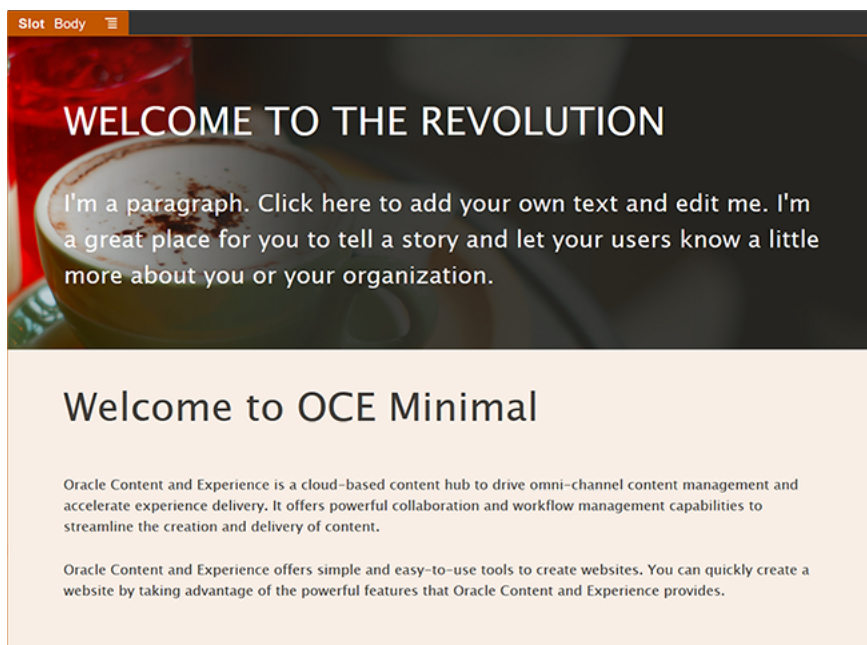 Slot Body
WELCOME TO THE REVOLUTION
I'm a paragraph. Click here to add your own text and edit me. I'm
a great place for you to tell a story and let your users know a little
more about you or your organization.
Welcome to OCE Minimal
Oracle Content and Experience is a cloud-based content hub to drive omni-channel content management and
accelerate experience delivery. It offers powerful collaboration and workflow management capabilities to
streamline the creation and delivery of content.
Oracle Content and Experience offers simple and easy-to-use tools to create websites. You can quickly create a
website by taking advantage of the powerful features that Oracle Content and Experience provides.